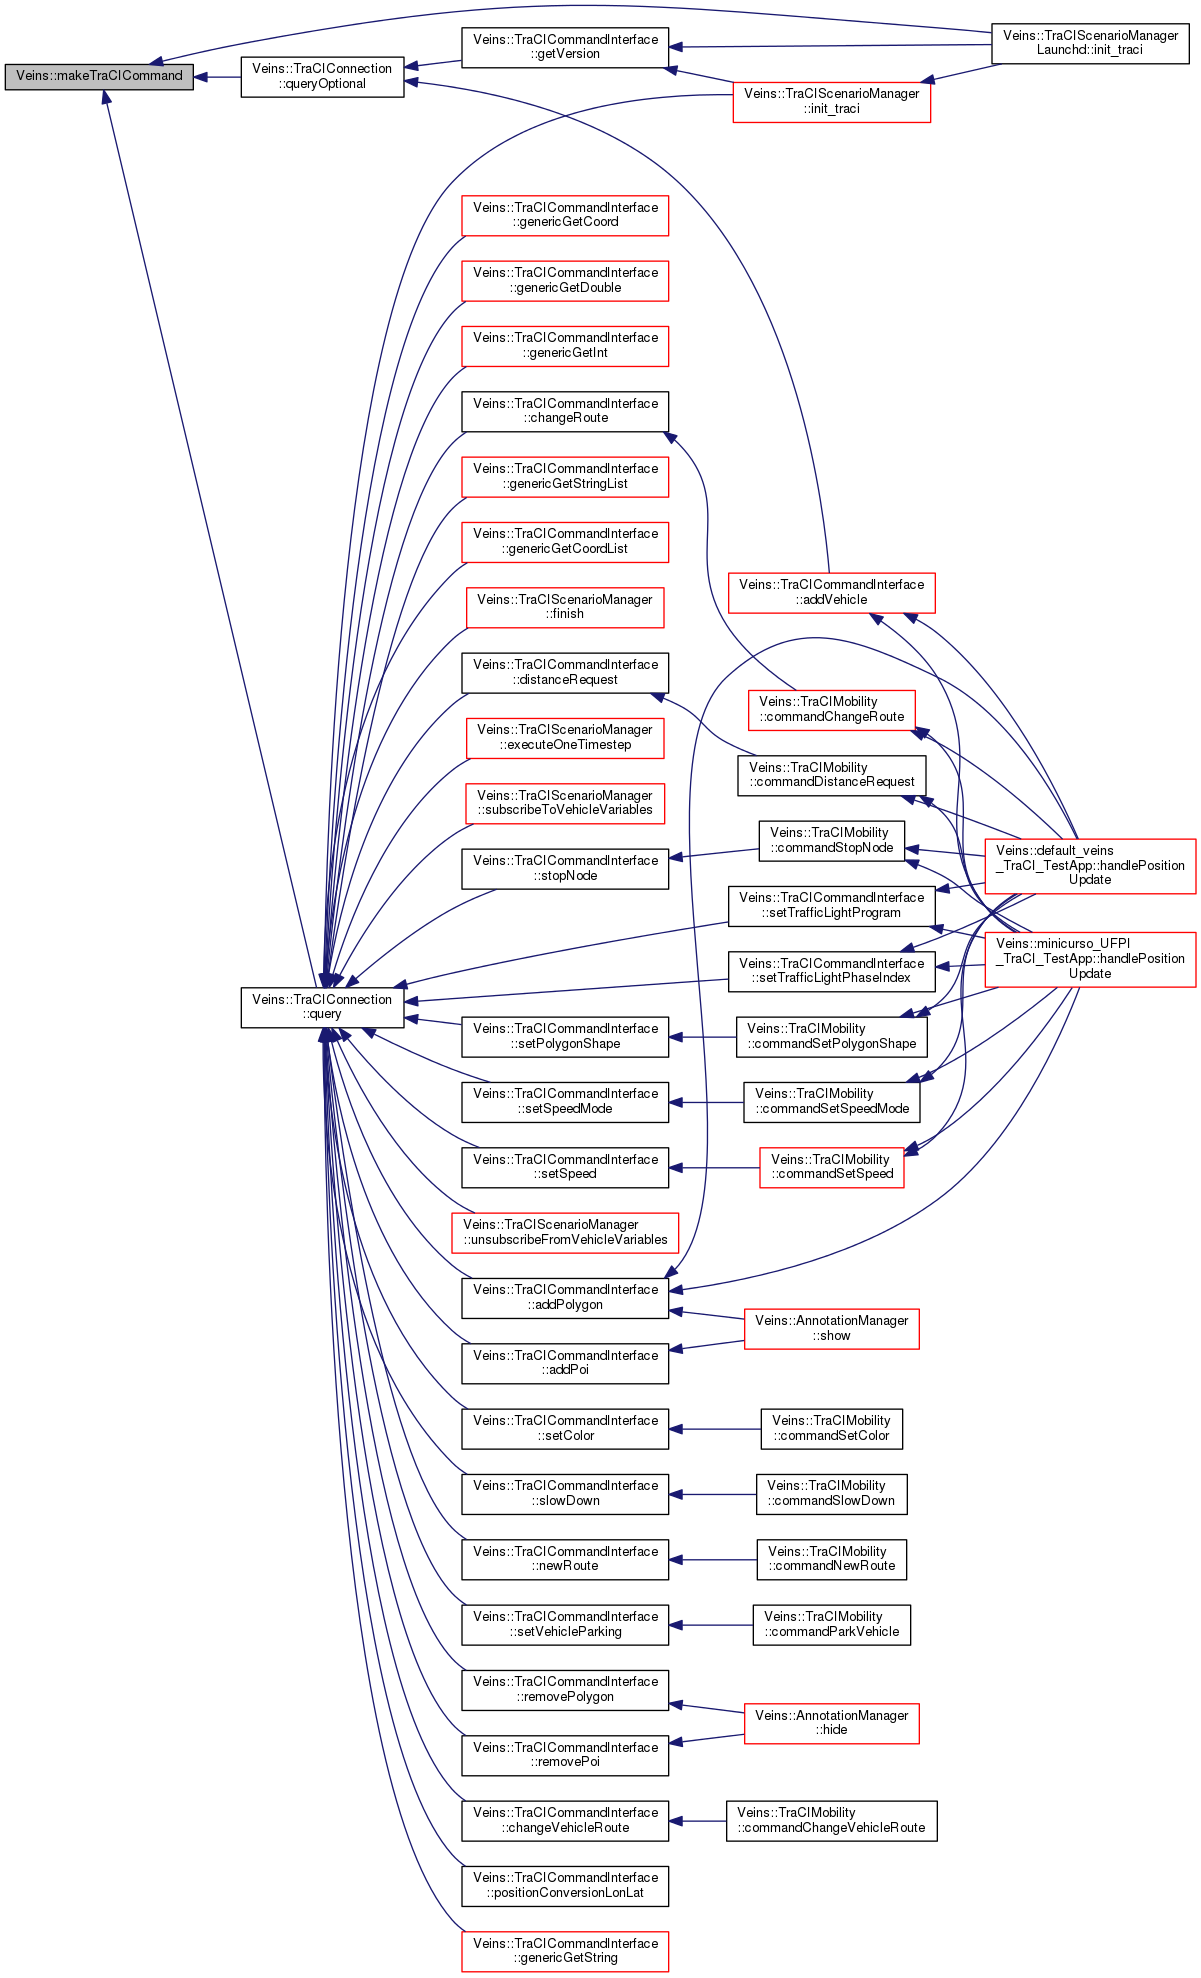 Veins::makeTraCICommand
Veins::TraCIConnection
::queryOptional
Veins::TraCIConnection
::query
Veins::TraCICommandInterface
::getVersion
Veins::TraCICommandInterface
::genericGetCoord
Veins::TraCICommandInterface
::genericGetDouble
Veins::TraCICommandInterface
::genericGetInt
Veins::TraCICommandInterface
::changeRoute
Veins::TraCICommandInterface
::genericGetStringList
Veins::TraCICommandInterface
::genericGetCoordList
Veins::TraCIScenarioManager
::finish
Veins::TraCICommandInterface
::distanceRequest
Veins::TraCIScenarioManager
::executeOneTimestep
Veins::TraCIScenarioManager
::subscribeToVehicleVariables
Veins::TraCICommandInterface
::stopNode
Veins::TraCICommandInterface
::setPolygonShape
Veins::TraCICommandInterface
::setSpeedMode
Veins::TraCICommandInterface
::setSpeed
Veins::TraCIScenarioManager
::unsubscribeFromVehicleVariables
Veins::TraCICommandInterface
::addPolygon
Veins::TraCICommandInterface
::addPoi
Veins::TraCICommandInterface
::setColor
Veins::TraCICommandInterface
::slowDown
Veins::TraCICommandInterface
::newRoute
Veins::TraCICommandInterface
::setVehicleParking
Veins::TraCICommandInterface
::removePolygon
Veins::TraCICommandInterface
::removePoi
Veins::TraCICommandInterface
::changeVehicleRoute
Veins::TraCICommandInterface
::positionConversionLonLat
Veins::TraCICommandInterface
::genericGetString
Veins::TraCIScenarioManager
::init_traci
Veins::TraCICommandInterface
::addVehicle
Veins::TraCIMobility
::commandChangeRoute
Veins::TraCIMobility
::commandDistanceRequest
Veins::TraCIMobility
::commandStopNode
Veins::TraCICommandInterface
::setTrafficLightProgram
Veins::TraCICommandInterface
::setTrafficLightPhaseIndex
Veins::TraCIMobility
::commandSetPolygonShape
Veins::TraCIMobility
::commandSetSpeedMode
Veins::TraCIMobility
::commandSetSpeed
Veins::AnnotationManager
::show
Veins::TraCIMobility
::commandSetColor
Veins::TraCIMobility
::commandSlowDown
Veins::TraCIMobility
::commandNewRoute
Veins::TraCIMobility
::commandParkVehicle
Veins::AnnotationManager
::hide
Veins::TraCIMobility
::commandChangeVehicleRoute
Veins::TraCIScenarioManager
Launchd::init_traci
Veins::default_veins
_TraCI_TestApp::handlePosition
Update
Veins::minicurso_UFPI
_TraCI_TestApp::handlePosition
Update